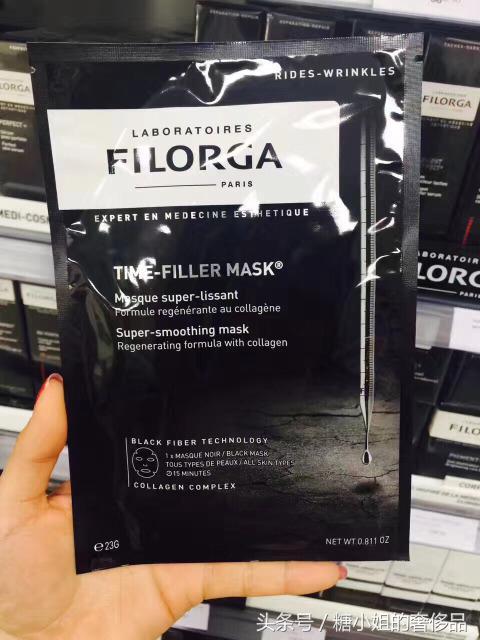 RIDES-WRINKLES
LABORATOIRES
FILORGA
PARIS
EXPERT EN MEDECINE ESTHETIQUE
TIME-FILLER MASK®
Masque super-lissant
Formule regénérante au collagène
Super-smoothing mask
Regenerating formula with collagen
BLACK FIBER TECHNOLOGY
1 x MASQUE NOIR / BLACK MASK
TOUS TYPES DE PEAU / ALL SKIN TYPES
15 MINUTES
COLLAGEN COMPLEX
℮ 23G
NET WT 0.811 OZ
FILORGA
MEDI-COS
FILORGA
FILORGA
头条号 / 糖小姐的奢侈品